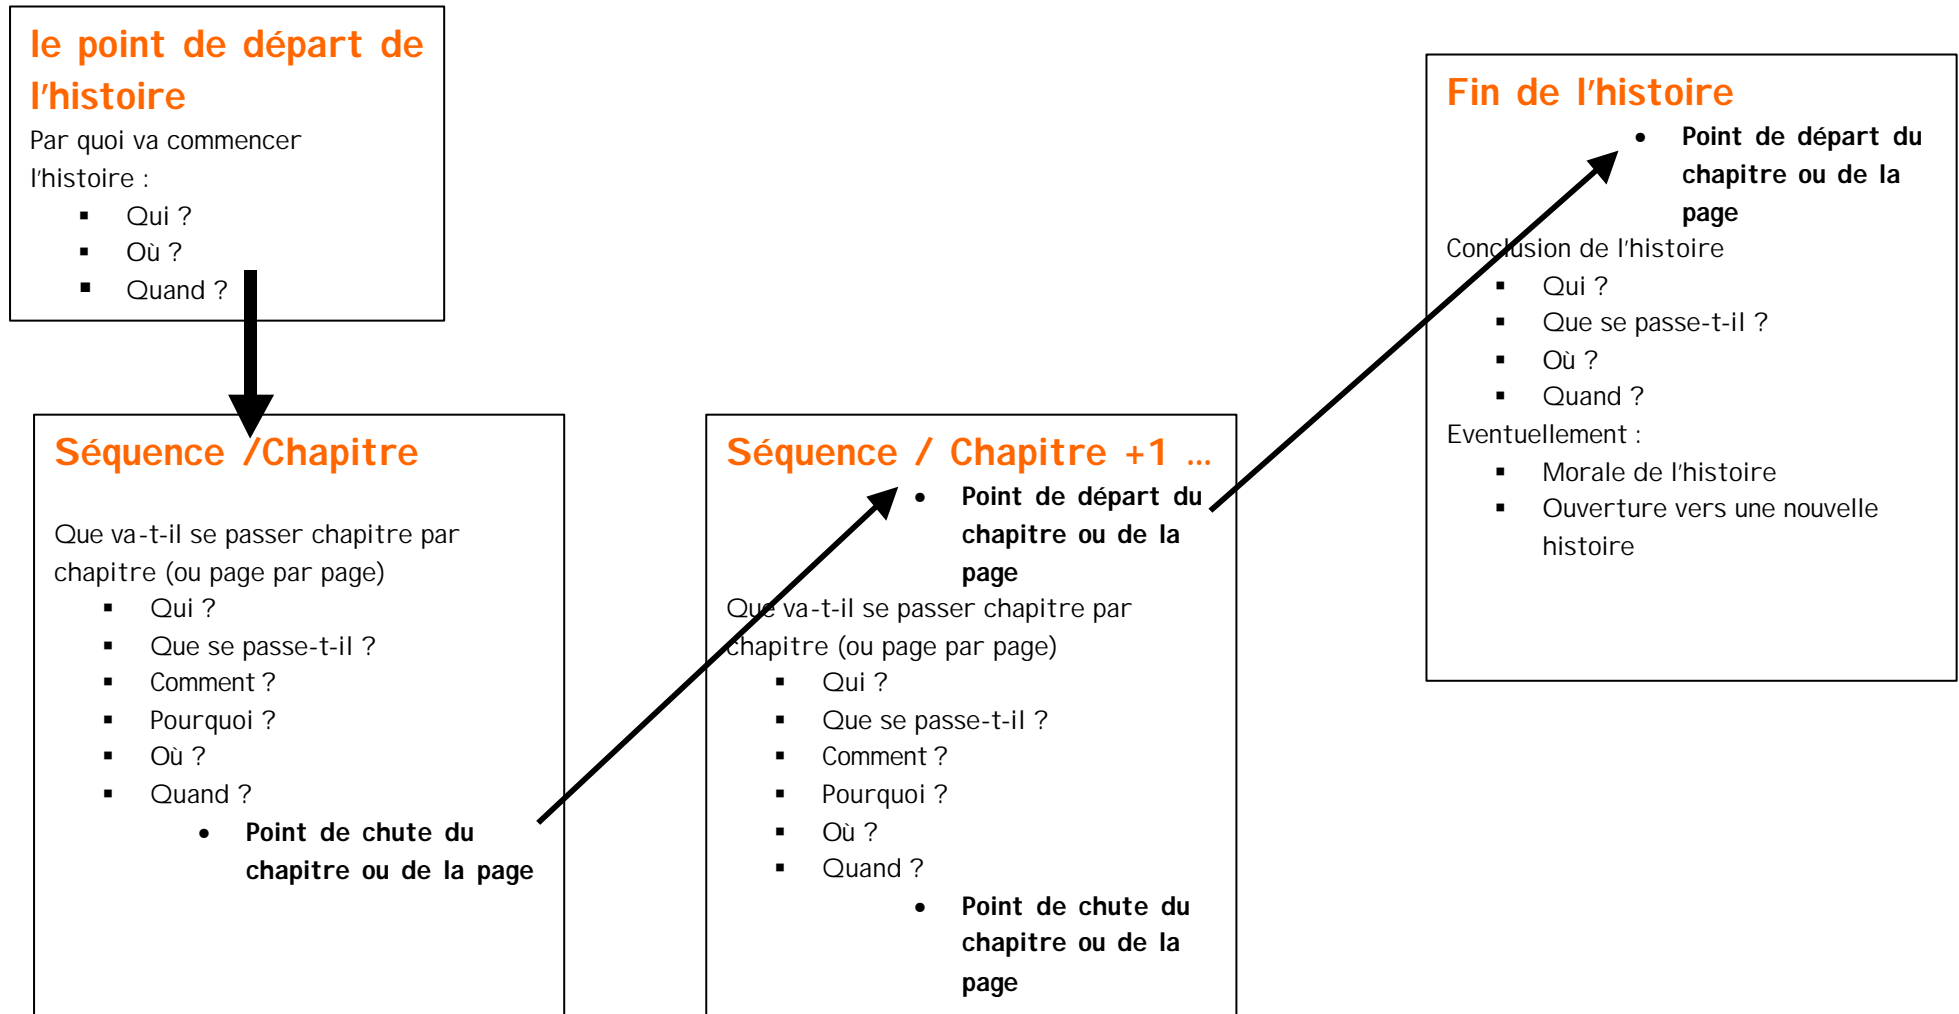 le point de départ de
l'histoire
Par quoi va commencer
l'histoire :
▪ Qui ?
▪ Où ?
▪ Quand ?
Séquence /Chapitre
Que va-t-il se passer chapitre par
chapitre (ou page par page)
▪ Qui ?
▪ Que se passe-t-il ?
▪ Comment ?
▪ Pourquoi ?
▪ Où ?
▪ Quand ?
• Point de chute du
chapitre ou de la page
Séquence / Chapitre +1 …
• Point de départ du
chapitre ou de la
page
Que va-t-il se passer chapitre par
chapitre (ou page par page)
▪ Qui ?
▪ Que se passe-t-il ?
▪ Comment ?
▪ Pourquoi ?
▪ Où ?
▪ Quand ?
• Point de chute du
chapitre ou de la
page
Fin de l'histoire
• Point de départ du
chapitre ou de la
page
Conclusion de l'histoire
▪ Qui ?
▪ Que se passe-t-il ?
▪ Où ?
▪ Quand ?
Eventuellement :
▪ Morale de l'histoire
▪ Ouverture vers une nouvelle
histoire